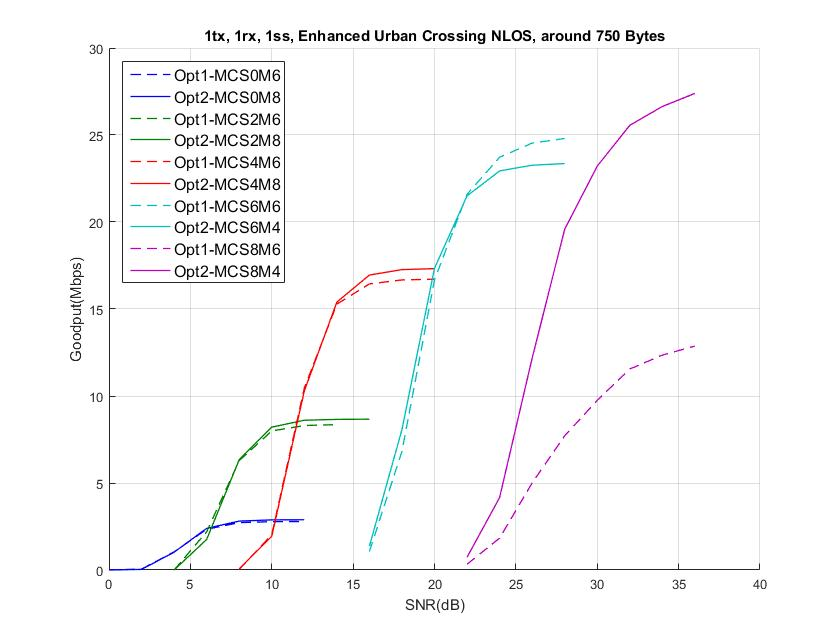 1tx, 1rx, 1ss, Enhanced Urban Crossing NLOS, around 750 Bytes
30
25
20
15
10
5
0
Goodput(Mbps)
Opt1-MCS0M6
Opt2-MCS0M8
Opt1-MCS2M6
Opt2-MCS2M8
Opt1-MCS4M6
Opt2-MCS4M8
Opt1-MCS6M6
Opt2-MCS6M4
Opt1-MCS8M6
Opt2-MCS8M4
0 5 10 15 20 25 30 35 40
SNR(dB)